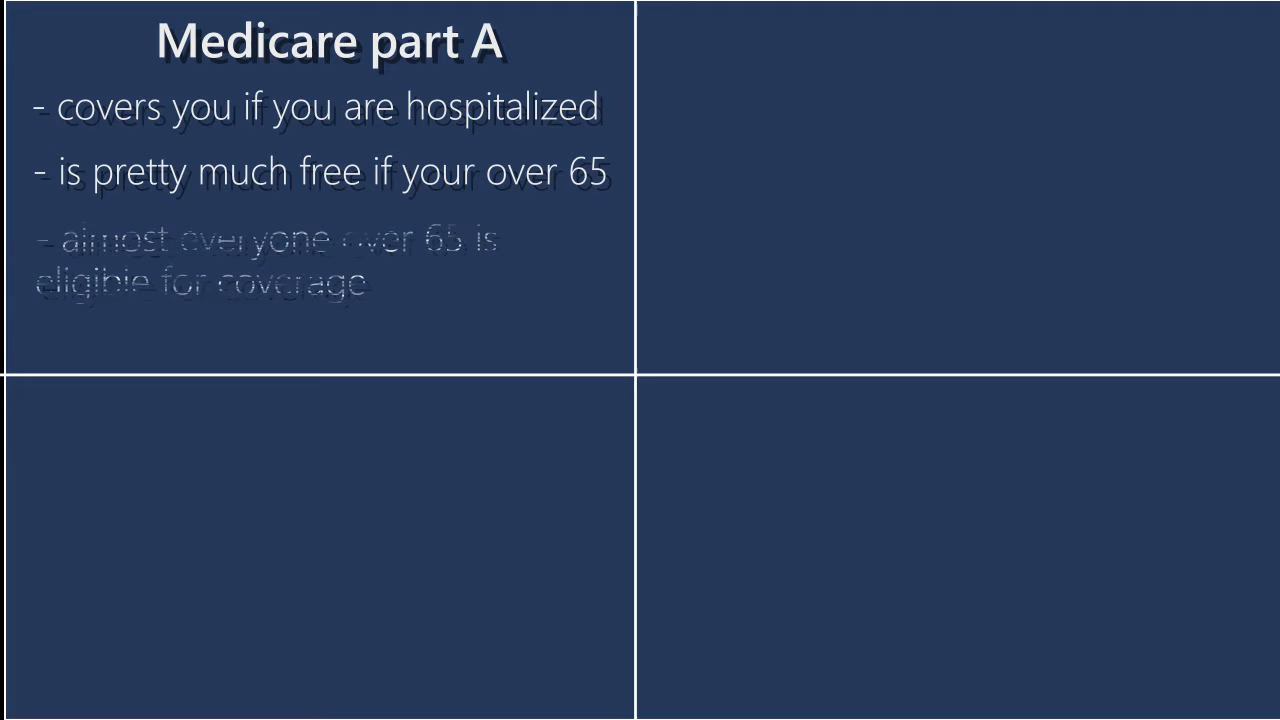 Medicare part A
- covers you if you are hospitalized
- is pretty much free if your over 65
- almost everyone over 65 is
eligible for coverage